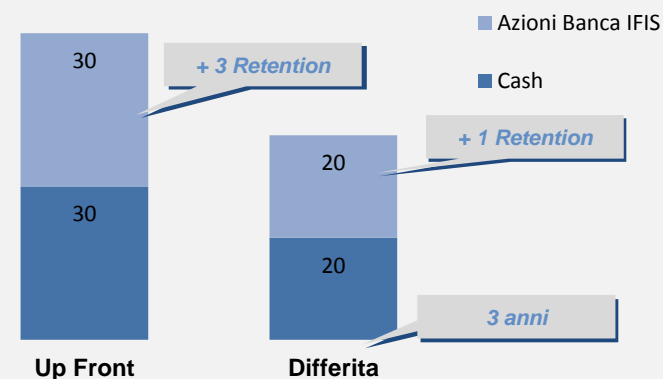 Azioni Banca IFIS
Cash
30
+ 3 Retention
30
+ 1 Retention
20
20
3 anni
Up Front
Differita